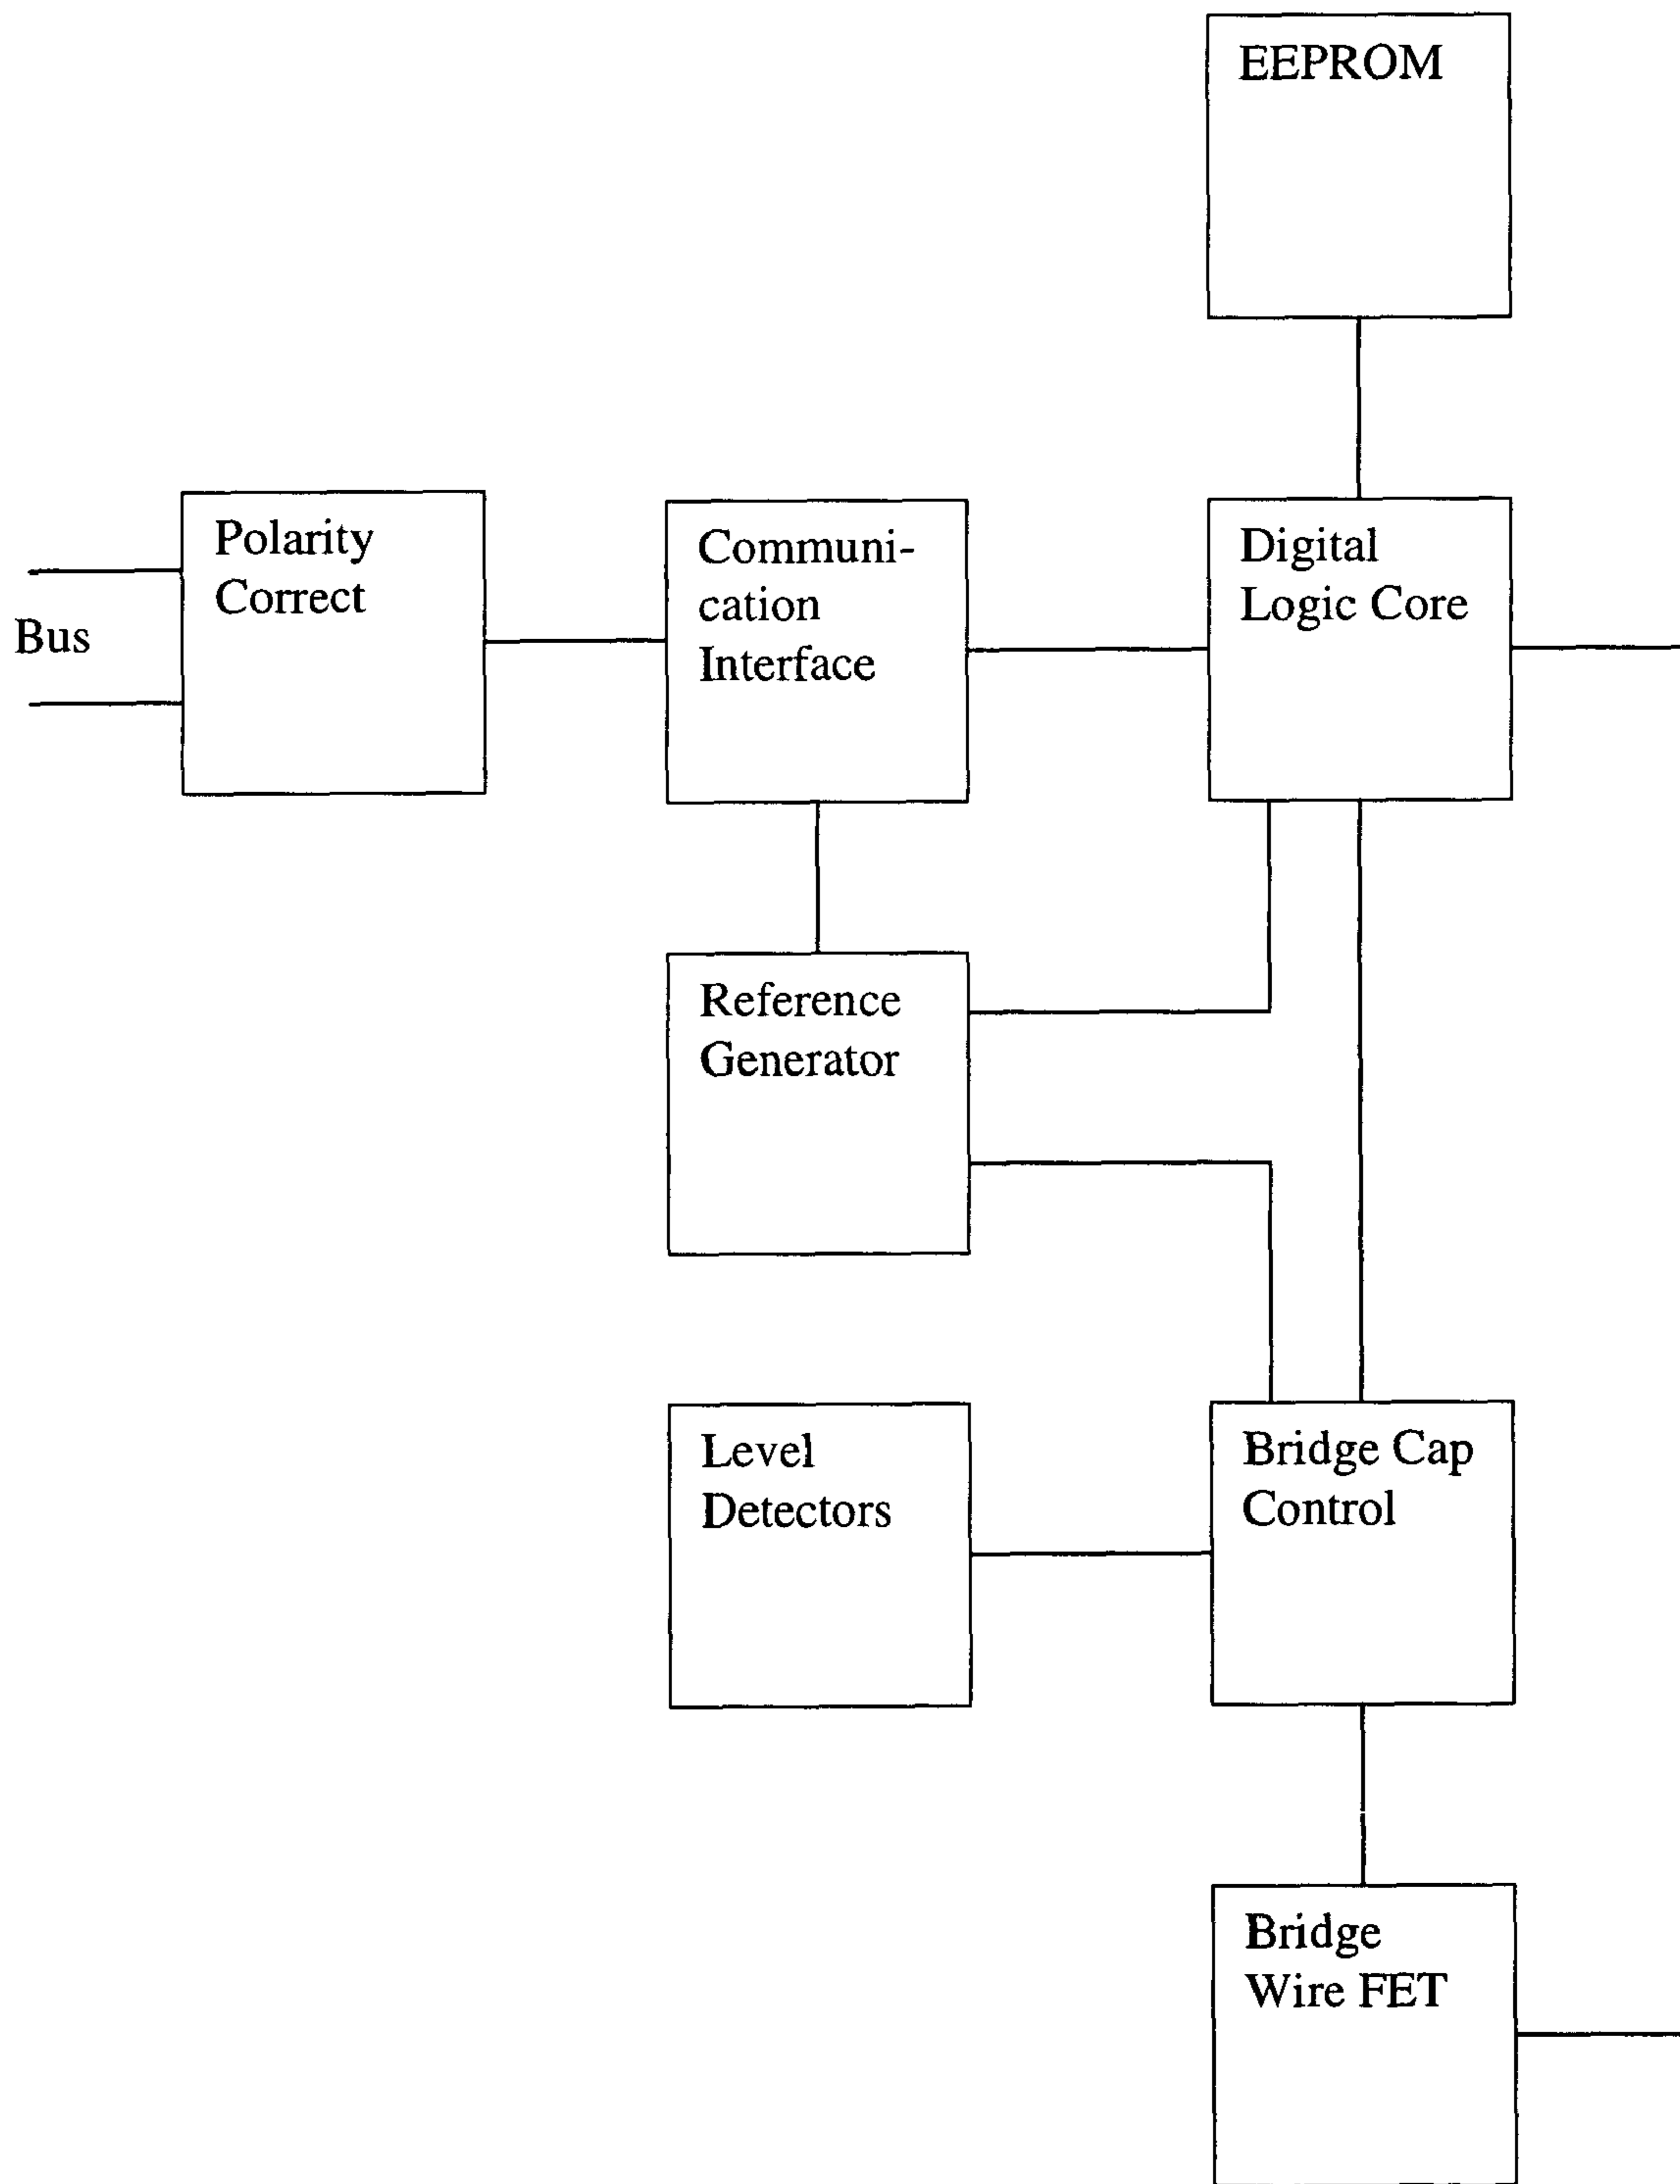 EEPROM
Polarity
Correct
Bus
Communi-
cation
Interface
Digital
Logic Core
Reference
Generator
Level
Detectors
Bridge Cap
Control
Bridge
Wire FET